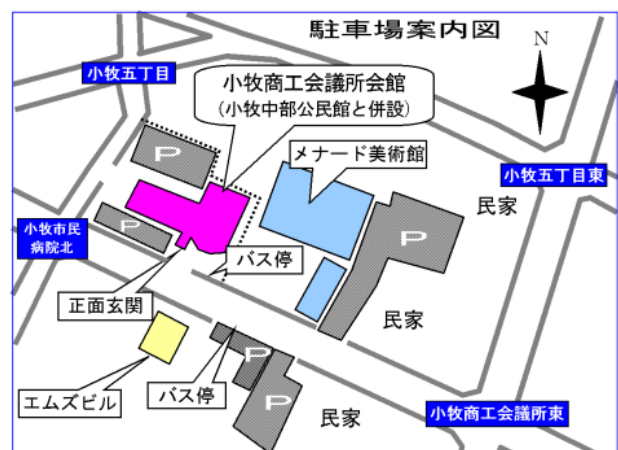 駐車場案内図
N
小牧五丁目
小牧商工会議所会館
(小牧中部公民館と併設)
P
メナード美術館
小牧五丁目東
民家
P
P
小牧市民
病院北
バス停
正面玄関
民家
エムズビル
バス停
P
P
民家
小牧商工会議所東